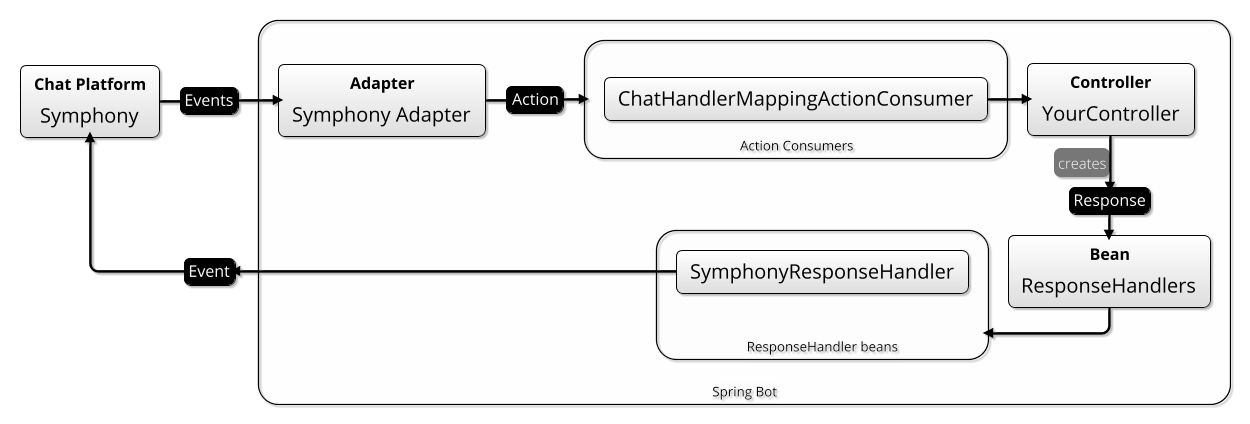 Chat Platform
Symphony
Events
Adapter
Symphony Adapter
Action
ChatHandlerMappingActionConsumer
Action Consumers
Controller
YourController
creates
Response
Bean
ResponseHandlers
SymphonyResponseHandler
ResponseHandler beans
Event
Spring Bot